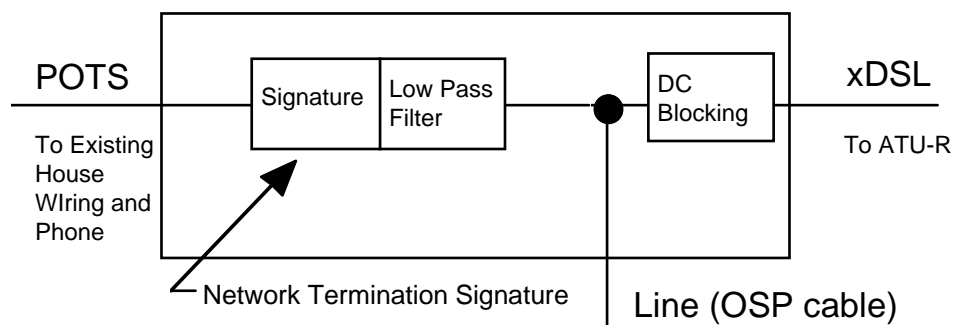 POTS
To Existing
House
WIring and
Phone
Signature
Low Pass
Filter
DC
Blocking
xDSL
To ATU-R
Network Termination Signature
Line (OSP cable)